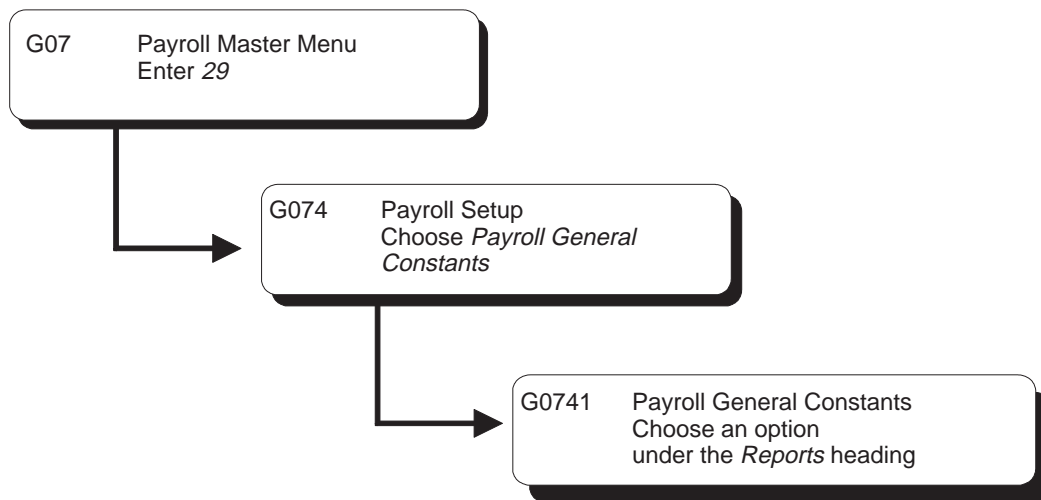 G07 Payroll Master Menu
Enter 29
G074 Payroll Setup
Choose Payroll General
Constants
G0741 Payroll General Constants
Choose an option
under the Reports heading